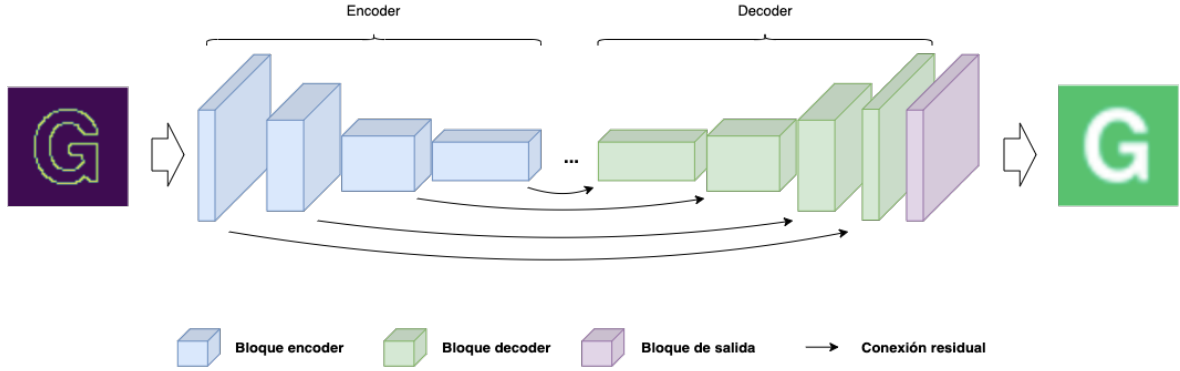 Encoder
Decoder
G
...
G
Bloque encoder
Bloque decoder
Bloque de salida
Conexión residual